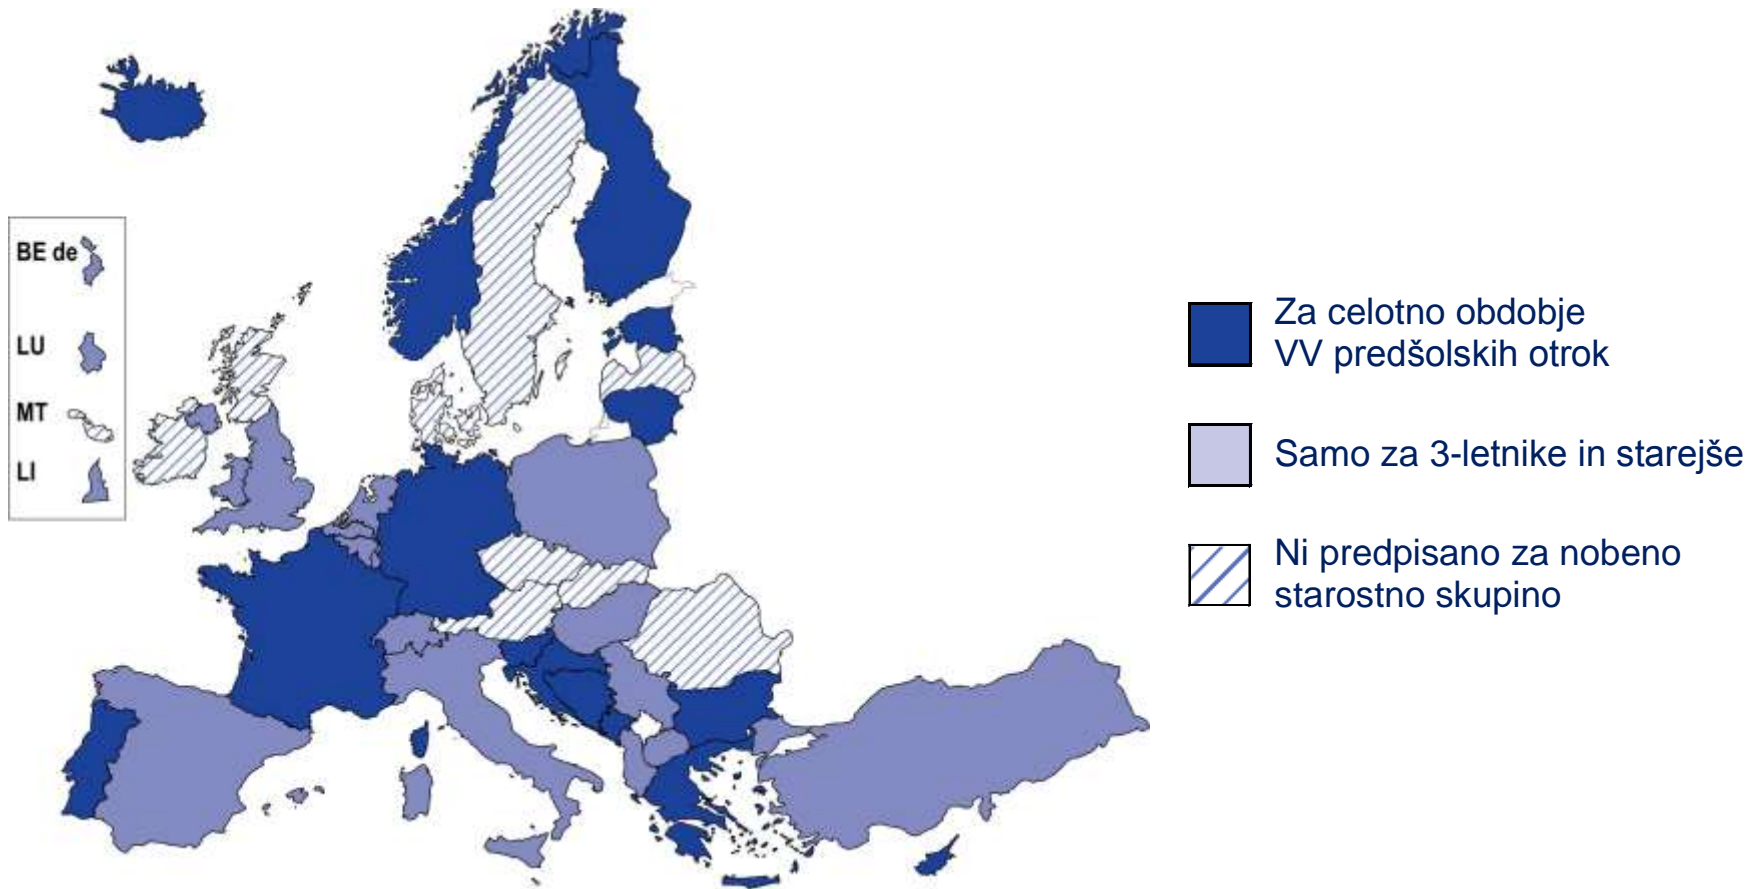 BE de
LU
MT
LI
Za celotno obdobje
VV predšolskih otrok
Samo za 3-letnike in starejše
Ni predpisano za nobeno
starostno skupino